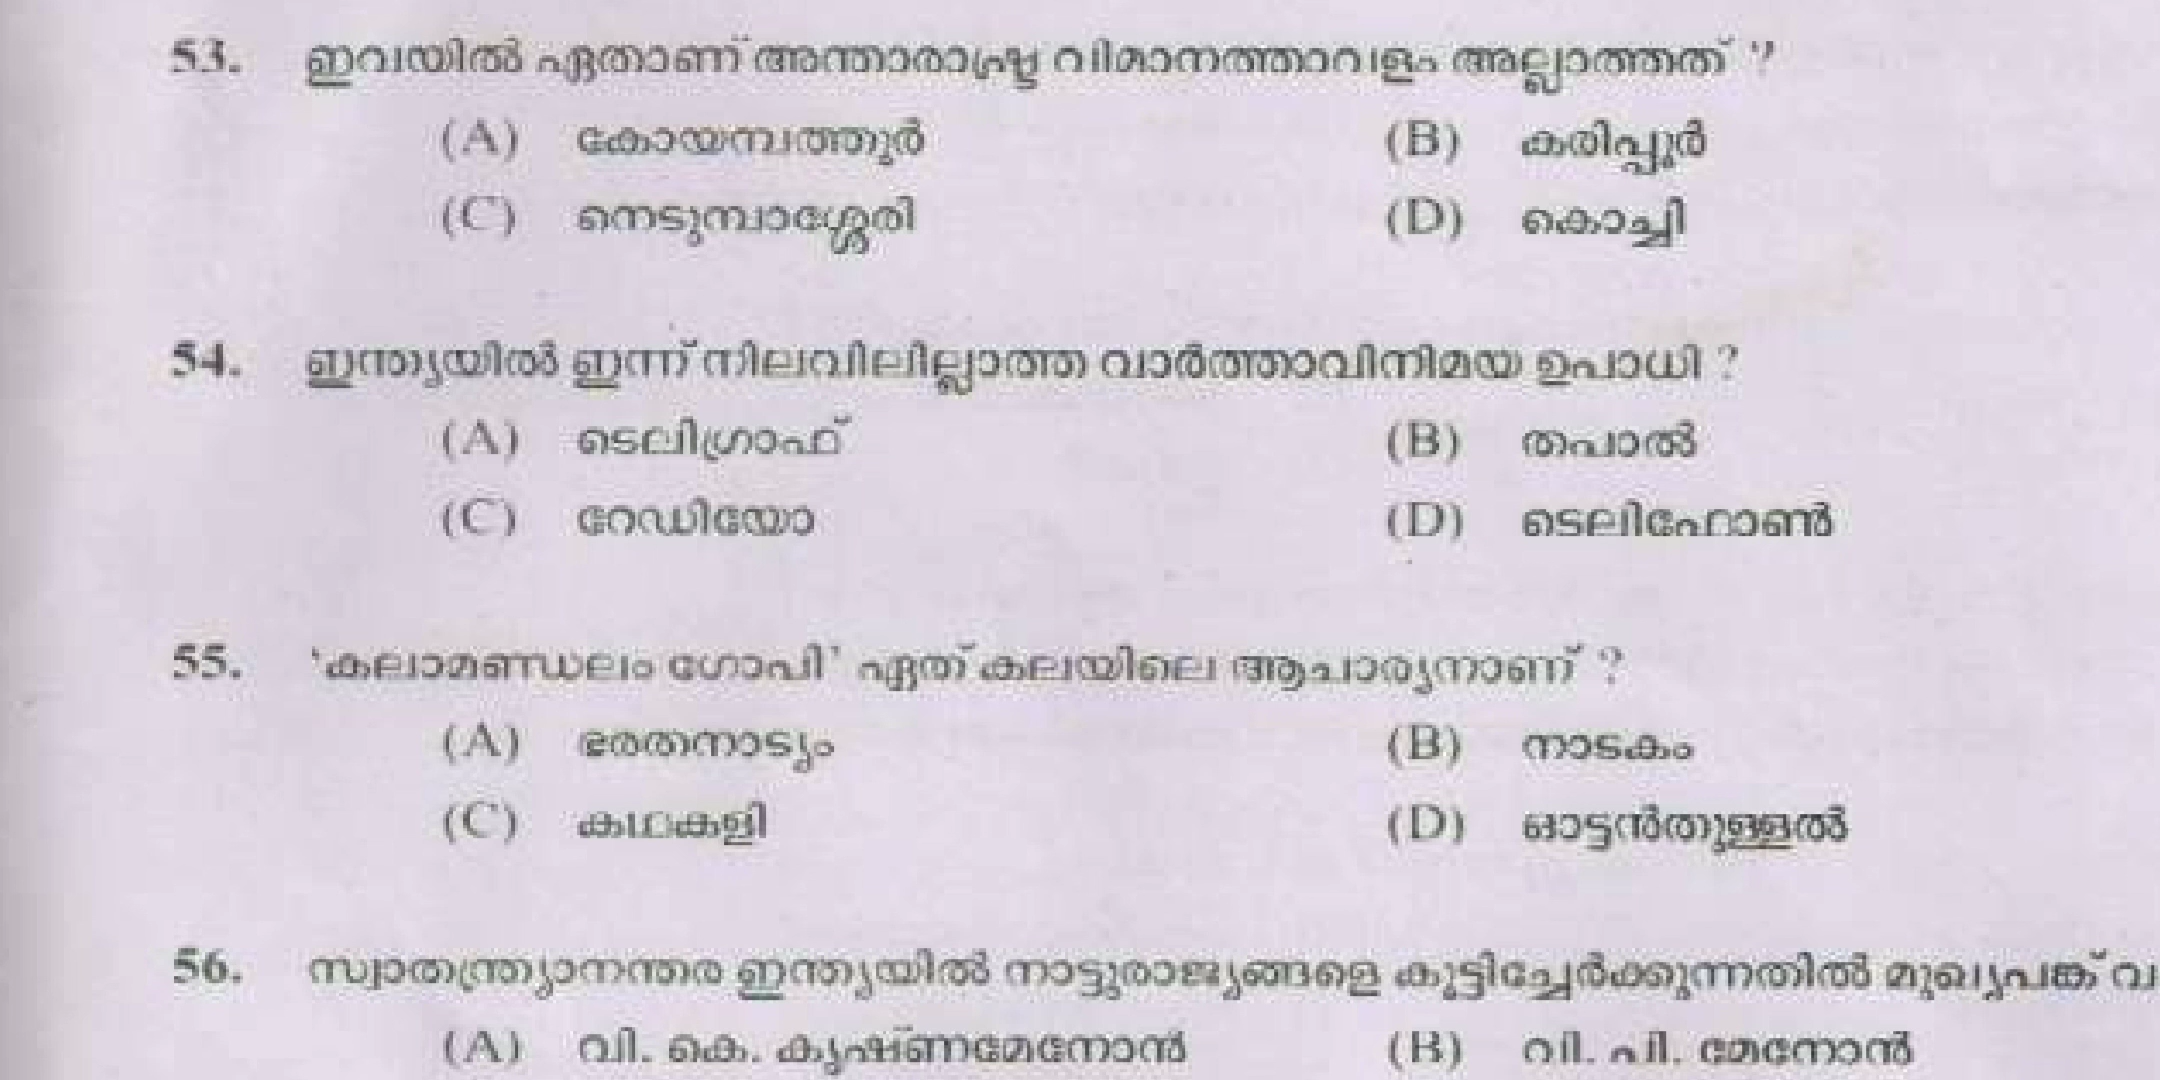 53. ഇവയിൽ ഏതാണ് അന്താരാഷ്ട്ര വിമാനത്താവളം അല്ലാത്തത് ?
(A) കോയമ്പത്തൂർ (B) കരിപ്പൂർ
(C) നെടുമ്പാശ്ശേരി (D) കൊച്ചി
54. ഇന്ത്യയിൽ ഇന്ന് നിലവിലില്ലാത്ത വാർത്താവിനിമയ ഉപാധി ?
(A) ടെലിഗ്രാഫ് (B) തപാൽ
(C) റേഡിയോ (D) ടെലിഫോൺ
55. 'കലാമണ്ഡലം ഗോപി' ഏത് കലയിലെ ആചാര്യനാണ് ?
(A) ഭരതനാട്യം (B) നാടകം
(C) കഥകളി (D) ഓട്ടൻതുള്ളൽ
56. സ്വാതന്ത്ര്യാനന്തര ഇന്ത്യയിൽ നാട്ടുരാജ്യങ്ങളെ കൂട്ടിച്ചേർക്കുന്നതിൽ മുഖ്യപങ്ക് വ
(A) വി. കെ. കൃഷ്ണമേനോൻ (B) വി. പി. മേനോൻ